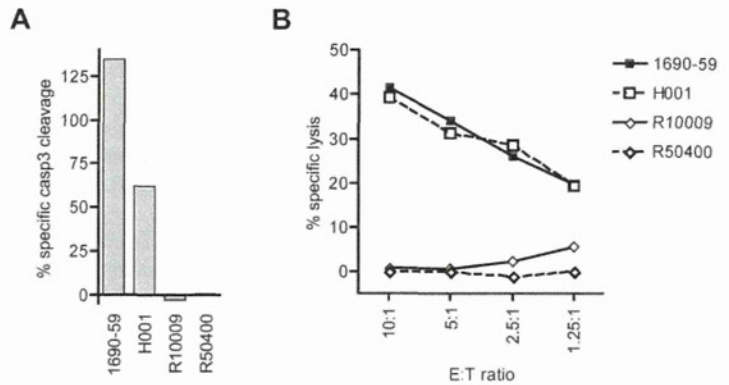 A
% specific casp3 cleavage
125
100
75
50
25
0
1690-59
H001
R10009
R50400
B
% specific lysis
50
40
30
20
10
0
10:1
5:1
2.5:1
1.25:1
E:T ratio
1690-59
H001
R10009
R50400